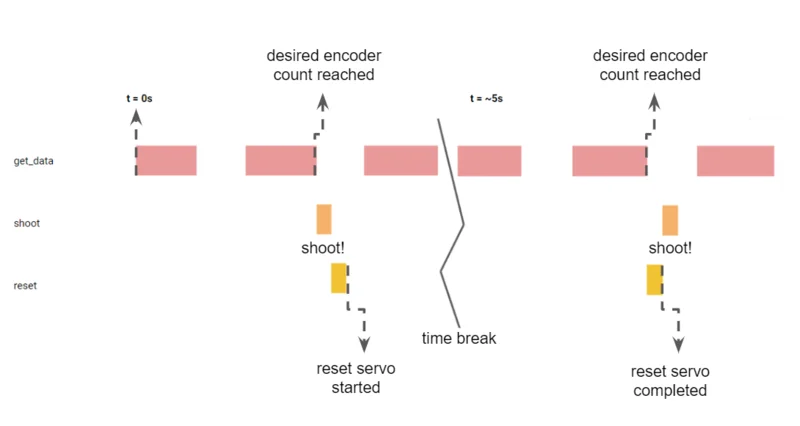 desired encoder
count reached
desired encoder
count reached
t = 0s
t = ~5s
get_data
shoot
shoot!
shoot!
reset
time break
reset servo
started
reset servo
completed